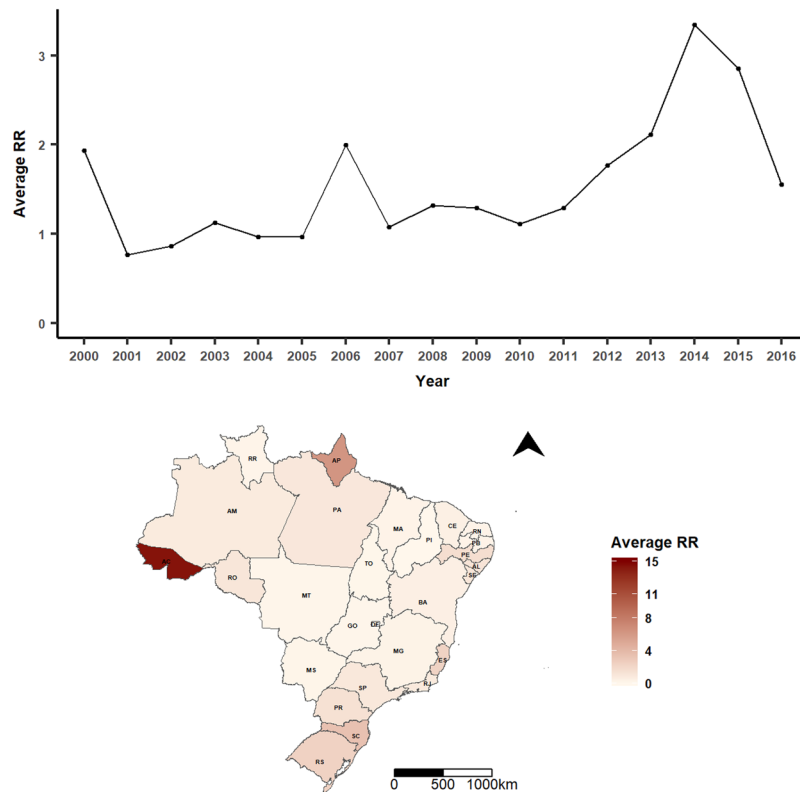 3
2
1
0
Average RR
2000 2001 2002 2003 2004 2005 2006 2007 2008 2009 2010 2011 2012 2013 2014 2015 2016
Year
RR
AP
AM
PA
MA
CE
RN
PB
PI
PE
AL
SE
AC
RO
TO
MT
BA
GO
DF
MG
ES
MS
SP
RJ
PR
SC
RS
Average RR
15
11
8
4
0
0 500 1000km